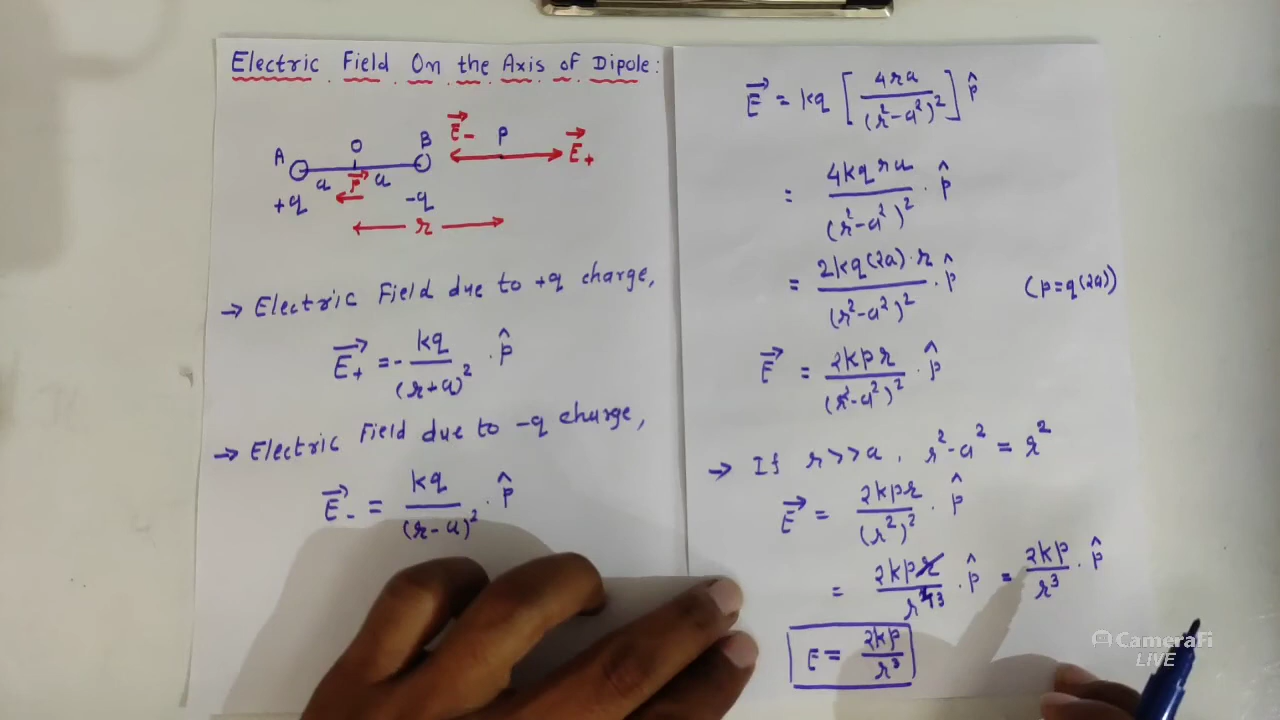 Electric Field On the Axis of Dipole:
A O B E⃗₋ P E⃗₊
a P⃗ a
+q -q
r
→ Electric Field due to +q charge,
E⃗₊ = - kq/(r+a)² · p̂
→ Electric Field due to -q charge,
E⃗₋ = kq/(r-a)² · p̂
E⃗ = kq [4ra/(r²-a²)²] p̂
= 4kqra/(r²-a²)² · p̂
= 2kq(2a)·r/(r²-a²)² · p̂ (p=q(2a))
E⃗ = 2kpr/(r²-a²)² · p̂
→ If r>>a, r²-a² = r²
E⃗ = 2kpr/(r²)² · p̂
= 2kpr/r⁴³ · p̂ = 2kp/r³ · p̂
E = 2kp/r³
CameraFi
LIVE